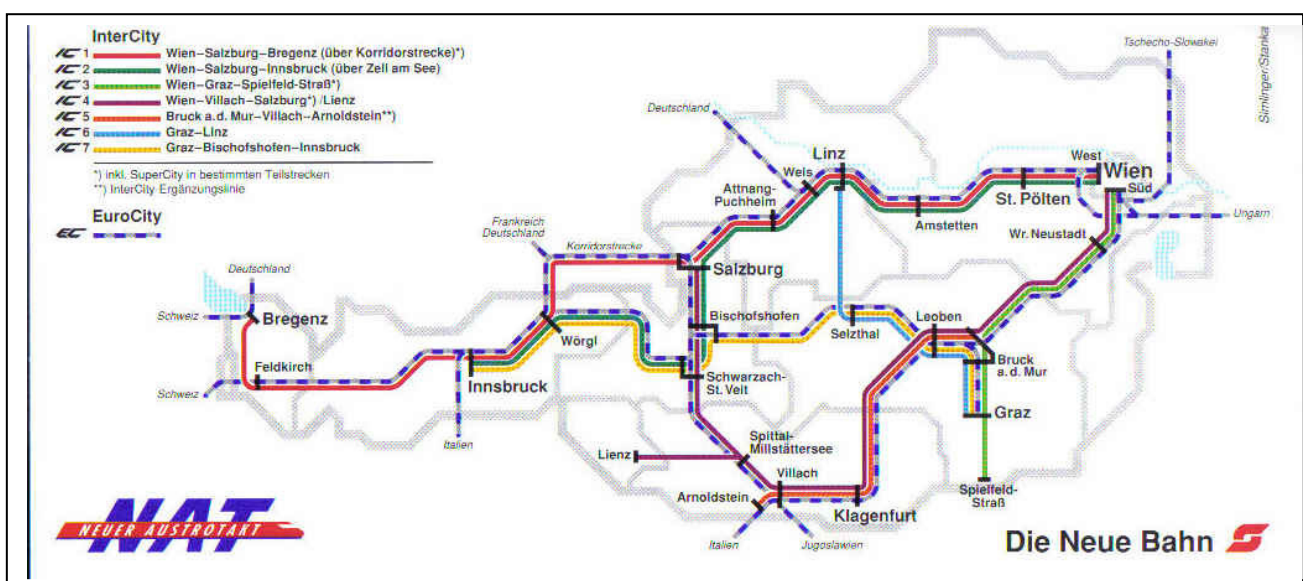 InterCity
IC 1 Wien–Salzburg–Bregenz (über Korridorstrecke)*)
IC 2 Wien–Salzburg–Innsbruck (über Zell am See)
IC 3 Wien–Graz–Spielfeld-Straß*)
IC 4 Wien–Villach–Salzburg*) /Lienz
IC 5 Bruck a.d. Mur–Villach–Arnoldstein**)
IC 6 Graz–Linz
IC 7 Graz–Bischofshofen–Innsbruck
*) inkl. SuperCity in bestimmten Teilstrecken
**) InterCity Ergänzungslinie
EuroCity
EC
Tschecho-Slowakei
Simlinger/Stanka
Deutschland
Linz
Wels
West
Wien
Süd
Attnang-
Puchheim
St. Pölten
Amstetten
Ungarn
Wr. Neustadt
Frankreich
Deutschland
Korridorstrecke
Salzburg
Deutschland
Schweiz
Bregenz
Bischofshofen
Leoben
Selzthal
Wörgl
Feldkirch
Innsbruck
Schwarzach-
St. Veit
Bruck
a. d. Mur
Schweiz
Graz
Italien
Spittal-
Millstättersee
Lienz
Villach
Arnoldstein
Klagenfurt
Spielfeld-
Straß
Italien
Jugoslawien
NAT
NEUER AUSTROTAKT
Die Neue Bahn